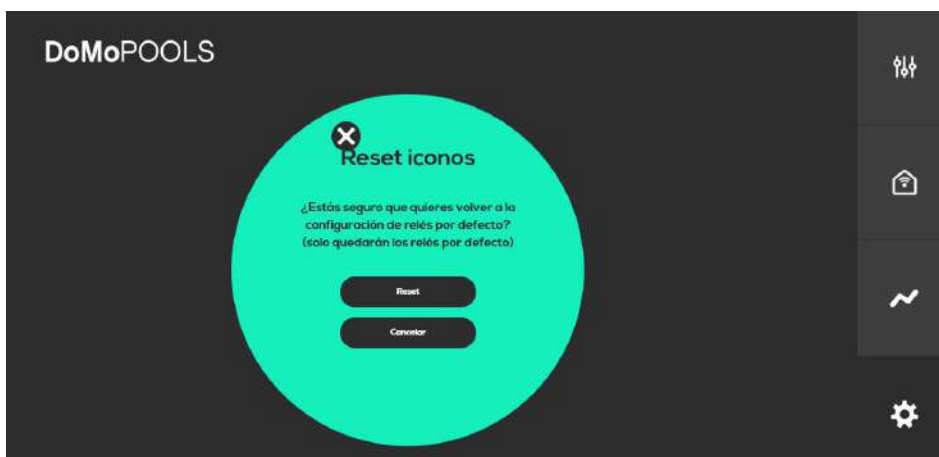 DoMoPOOLS
Reset iconos
¿Estás seguro que quieres volver a la
configuración de relés por defecto?
(solo quedarán los relés por defecto)
Reset
Cancelar